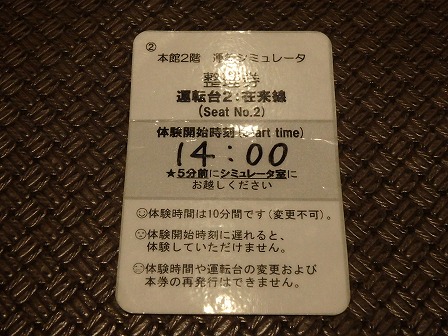 ②
本館2階 運転シミュレータ
整理券
運転台2:在来線
(Seat No.2)
体験開始時刻(Start time)
14:00
★5分前にシミュレータ室に
お越しください
体験時間は10分間です(変更不可)。
体験開始時刻に遅れると、
体験していただけません。
体験時間や運転台の変更および
本券の再発行はできません。